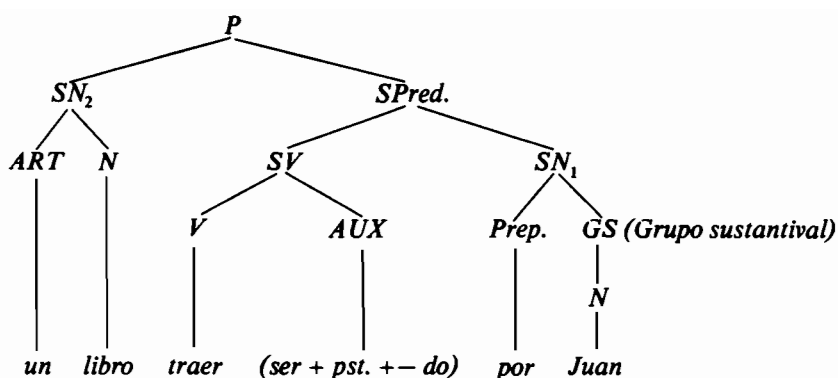 P
SN₂ SPred.
ART N SV SN₁
V AUX Prep. GS (Grupo sustantival)
N
un libro traer (ser + pst. +– do) por Juan